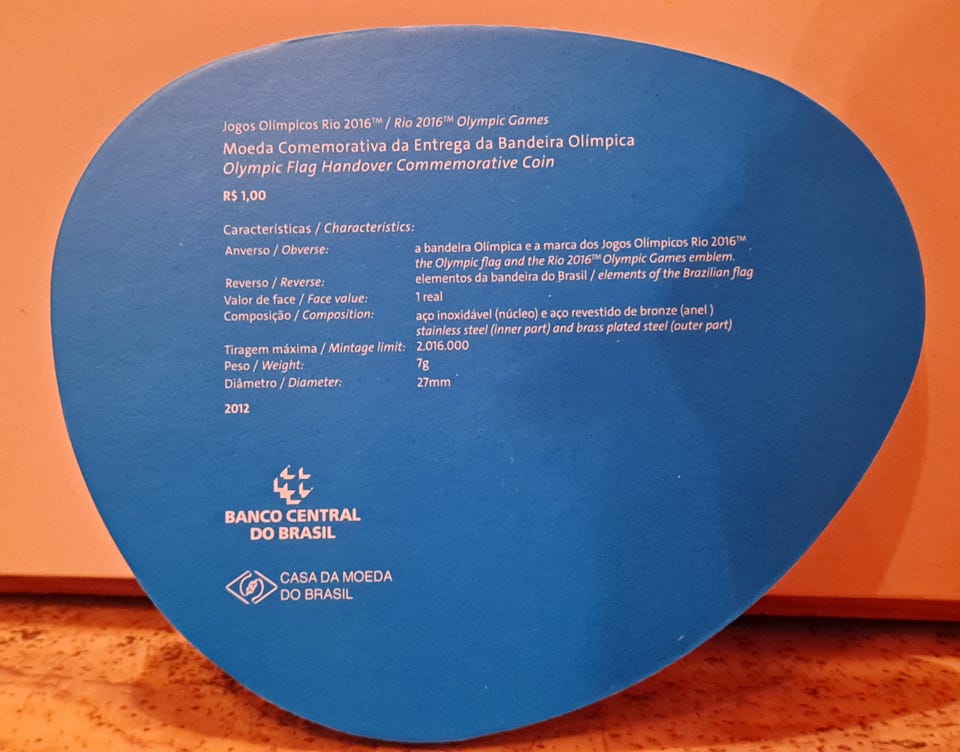 Jogos Olímpicos Rio 2016™ / Rio 2016™ Olympic Games
Moeda Comemorativa da Entrega da Bandeira Olímpica
Olympic Flag Handover Commemorative Coin
R$ 1,00
Características / Characteristics:
Anverso / Obverse: a bandeira Olímpica e a marca dos Jogos Olímpicos Rio 2016™
the Olympic flag and the Rio 2016™ Olympic Games emblem.
Reverso / Reverse: elementos da bandeira do Brasil / elements of the Brazilian flag
Valor de face / Face value: 1 real
Composição / Composition: aço inoxidável (núcleo) e aço revestido de bronze (anel )
stainless steel (inner part) and brass plated steel (outer part)
Tiragem máxima / Mintage limit: 2.016.000
Peso / Weight: 7g
Diâmetro / Diameter: 27mm
2012
BANCO CENTRAL
DO BRASIL
CASA DA MOEDA
DO BRASIL